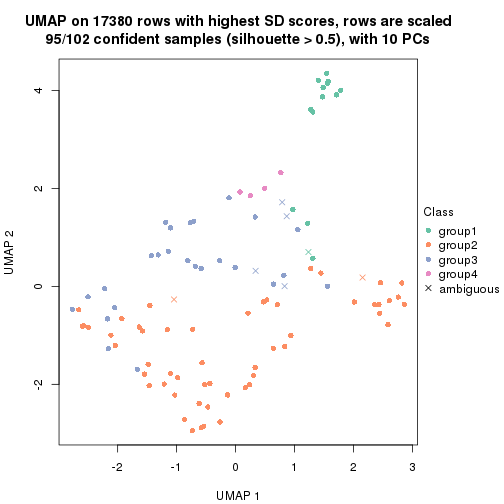 UMAP on 17380 rows with highest SD scores, rows are scaled
95/102 confident samples (silhouette > 0.5), with 10 PCs
4
2
0
-2
UMAP 2
-2
-1
0
1
2
3
UMAP 1
Class
group1
group2
group3
group4
ambiguous